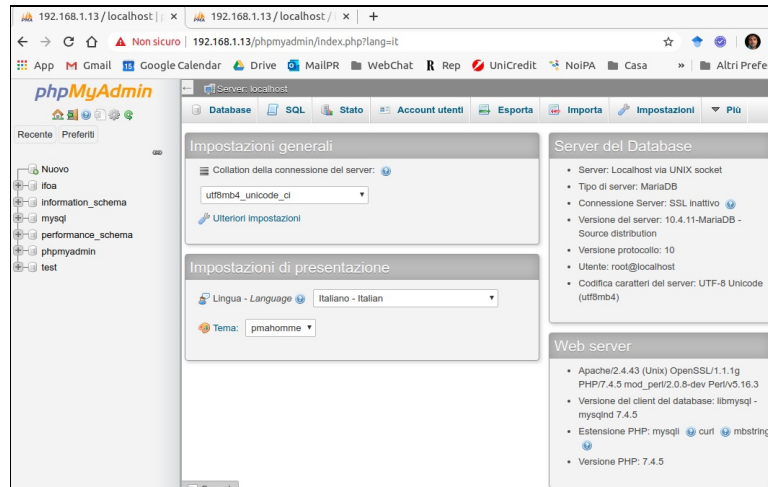 192.168.1.13 / localhost | p
192.168.1.13 / localhost /
Non sicuro | 192.168.1.13/phpmyadmin/index.php?lang=it
App Gmail Google Calendar Drive MailPR WebChat Rep UniCredit NoiPA Casa » Altri Prefe
phpMyAdmin
Recente Preferiti
Nuovo
ifoa
information_schema
mysql
performance_schema
phpmyadmin
test
Server: localhost
Database SQL Stato Account utenti Esporta Importa Impostazioni Più
Impostazioni generali
Collation della connessione del server:
utf8mb4_unicode_ci
Ulteriori impostazioni
Impostazioni di presentazione
Lingua - Language Italiano - Italian
Tema: pmahomme
Server del Database
Server: Localhost via UNIX socket
Tipo di server: MariaDB
Connessione Server: SSL inattivo
Versione del server: 10.4.11-MariaDB -
Source distribution
Versione protocollo: 10
Utente: root@localhost
Codifica caratteri del server: UTF-8 Unicode
(utf8mb4)
Web server
Apache/2.4.43 (Unix) OpenSSL/1.1.1g
PHP/7.4.5 mod_perl/2.0.8-dev Perl/v5.16.3
Versione del client del database: libmysql -
mysqlnd 7.4.5
Estensione PHP: mysqli curl mbstring
Versione PHP: 7.4.5